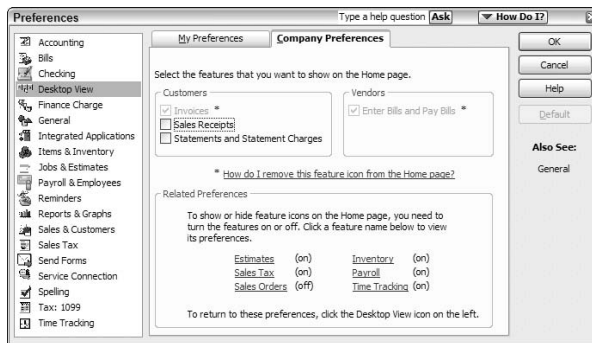 Preferences
Type a help question Ask
How Do I?
Accounting
Bills
Checking
Desktop View
Finance Charge
General
Integrated Applications
Items & Inventory
Jobs & Estimates
Payroll & Employees
Reminders
Reports & Graphs
Sales & Customers
Sales Tax
Send Forms
Service Connection
Spelling
Tax: 1099
Time Tracking
My Preferences
Company Preferences
Select the features that you want to show on the Home page.
Customers
Invoices *
Sales Receipts
Statements and Statement Charges
Vendors
Enter Bills and Pay Bills *
* How do I remove this feature icon from the Home page?
Related Preferences
To show or hide feature icons on the Home page, you need to
turn the features on or off. Click a feature name below to view
its preferences.
Estimates (on) Inventory (on)
Sales Tax (on) Payroll (on)
Sales Orders (off) Time Tracking (on)
To return to these preferences, click the Desktop View icon on the left.
OK
Cancel
Help
Default
Also See:
General